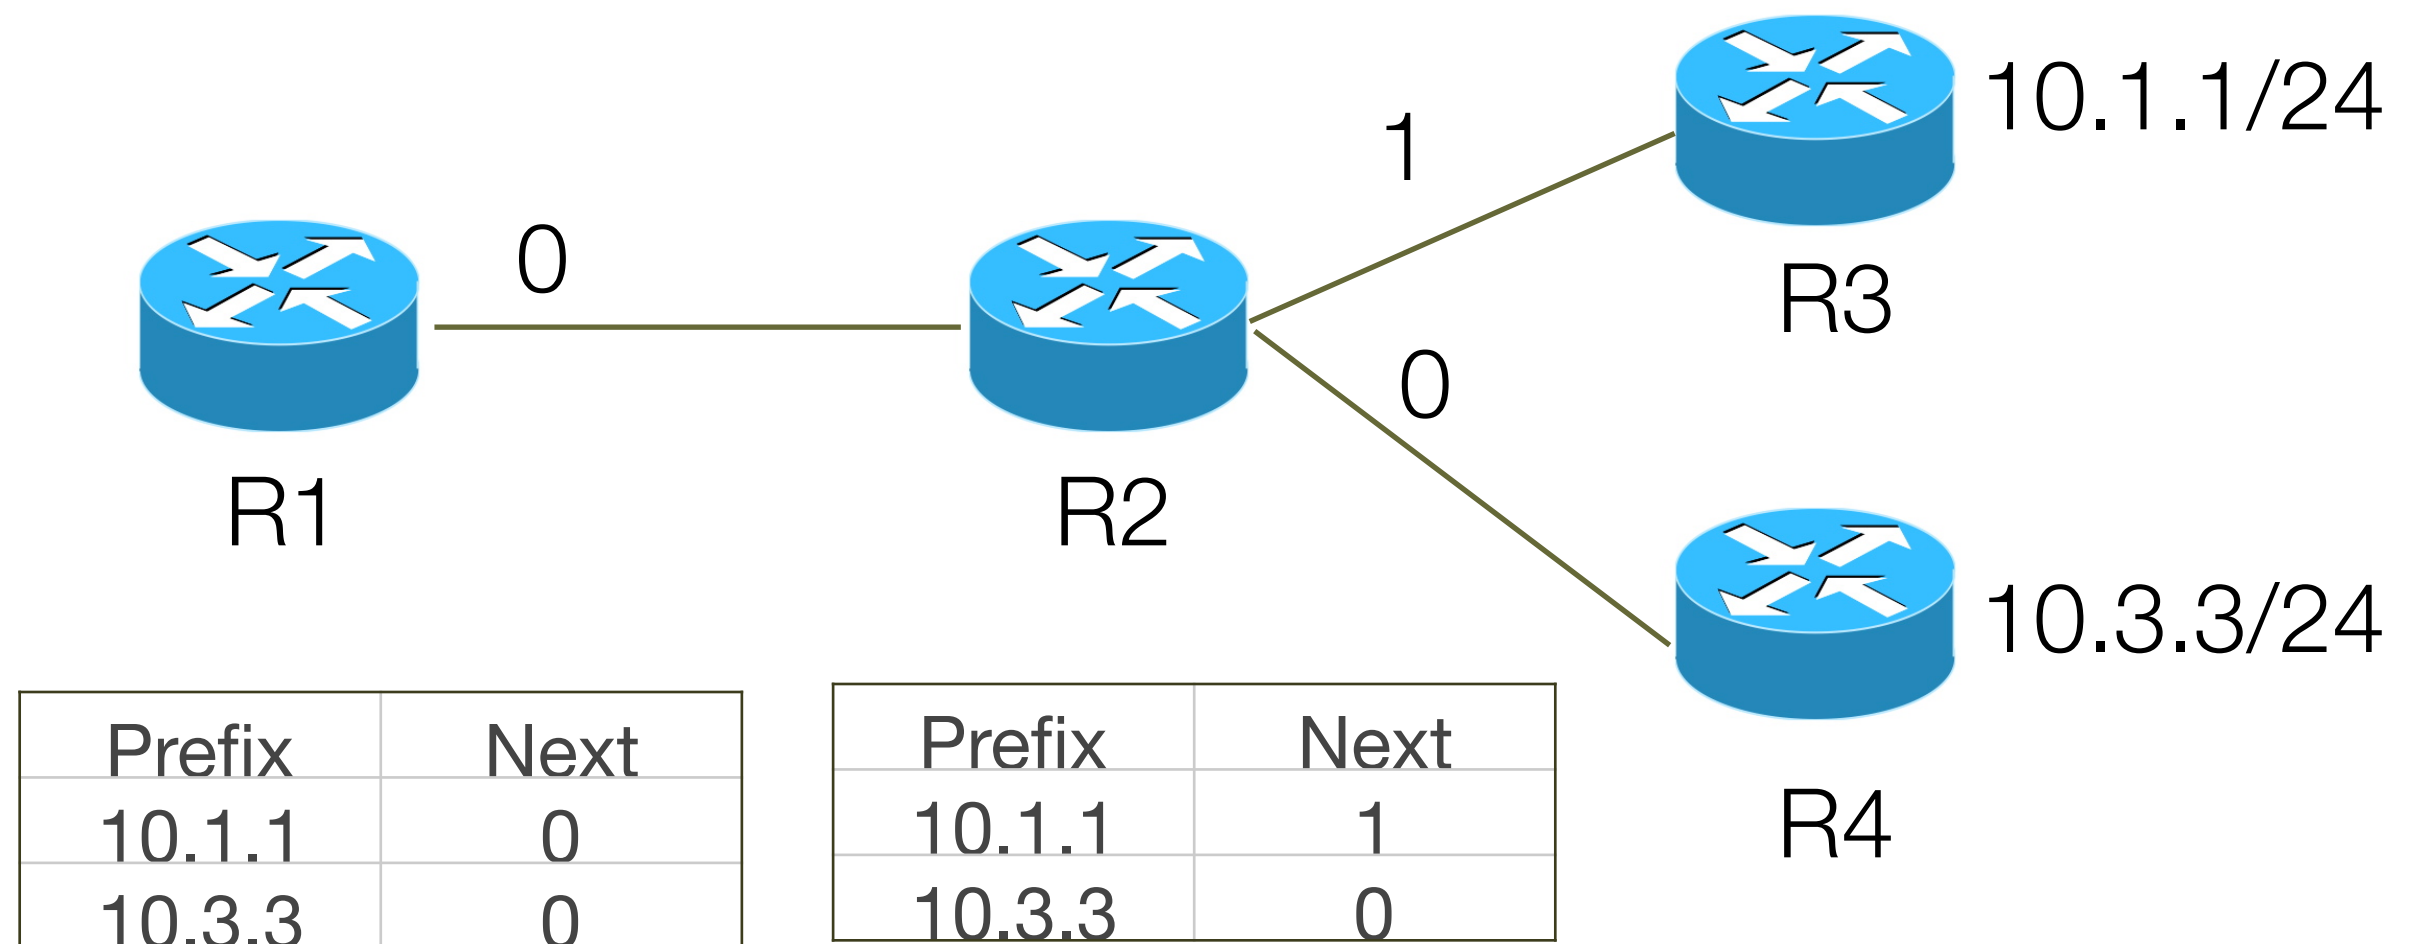 10.1.1/24
1
0
R3
0
R1
R2
10.3.3/24
R4
Prefix Next
10.1.1 0
10.3.3 0
Prefix Next
10.1.1 1
10.3.3 0